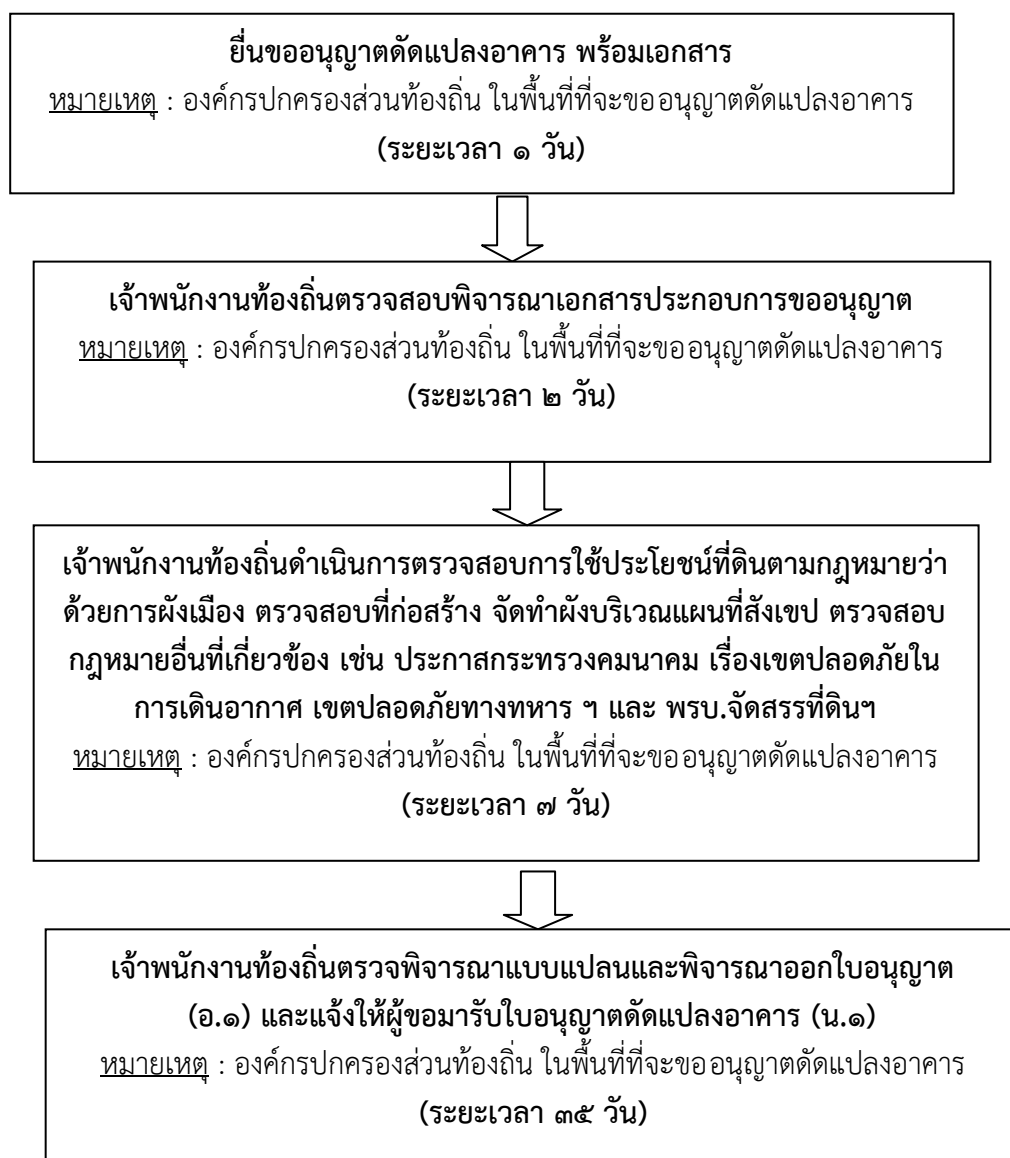 ยื่นขออนุญาตดัดแปลงอาคาร พร้อมเอกสาร
หมายเหตุ : องค์กรปกครองส่วนท้องถิ่น ในพื้นที่ที่จะขออนุญาตดัดแปลงอาคาร
(ระยะเวลา ๑ วัน)
เจ้าพนักงานท้องถิ่นตรวจสอบพิจารณาเอกสารประกอบการขออนุญาต
หมายเหตุ : องค์กรปกครองส่วนท้องถิ่น ในพื้นที่ที่จะขออนุญาตดัดแปลงอาคาร
(ระยะเวลา ๒ วัน)
เจ้าพนักงานท้องถิ่นดำเนินการตรวจสอบการใช้ประโยชน์ที่ดินตามกฎหมายว่า
ด้วยการผังเมือง ตรวจสอบที่ก่อสร้าง จัดทำผังบริเวณแผนที่สังเขป ตรวจสอบ
กฎหมายอื่นที่เกี่ยวข้อง เช่น ประกาศกระทรวงคมนาคม เรื่องเขตปลอดภัยใน
การเดินอากาศ เขตปลอดภัยทางทหาร ฯ และ พรบ.จัดสรรที่ดินฯ
หมายเหตุ : องค์กรปกครองส่วนท้องถิ่น ในพื้นที่ที่จะขออนุญาตดัดแปลงอาคาร
(ระยะเวลา ๗ วัน)
เจ้าพนักงานท้องถิ่นตรวจพิจารณาแบบแปลนและพิจารณาออกใบอนุญาต
(อ.๑) และแจ้งให้ผู้ขอมารับใบอนุญาตดัดแปลงอาคาร (น.๑)
หมายเหตุ : องค์กรปกครองส่วนท้องถิ่น ในพื้นที่ที่จะขออนุญาตดัดแปลงอาคาร
(ระยะเวลา ๓๕ วัน)